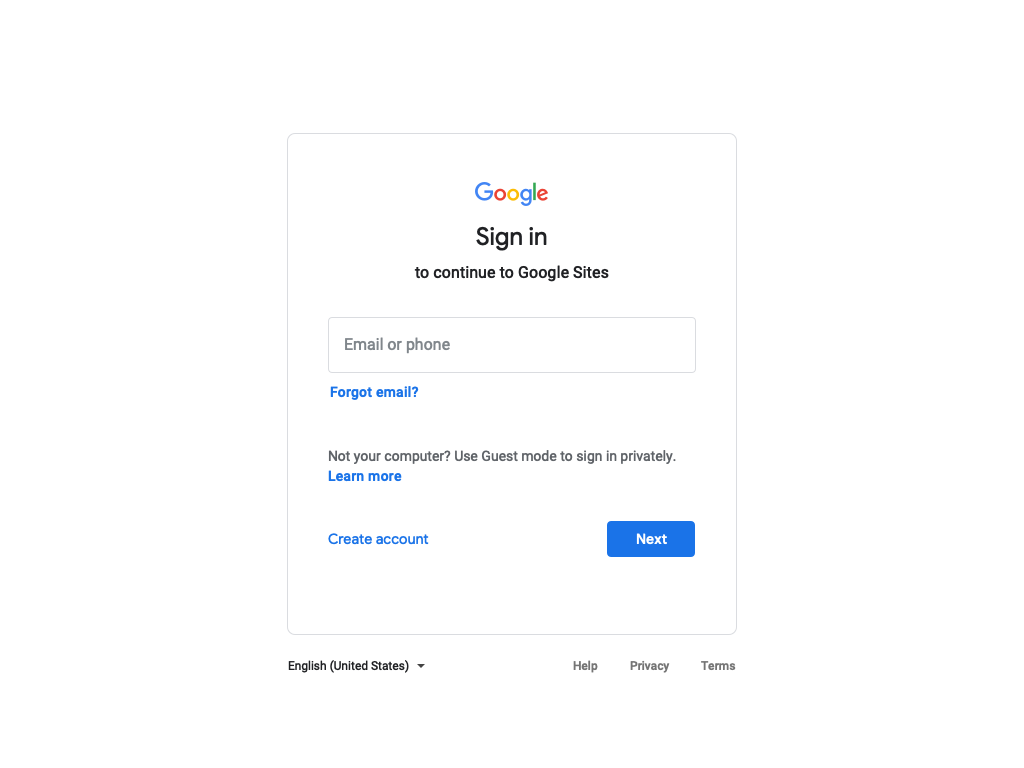 Google
Sign in
to continue to Google Sites
Email or phone
Forgot email?
Not your computer? Use Guest mode to sign in privately.
Learn more
Create account
Next
English (United States)
Help
Privacy
Terms